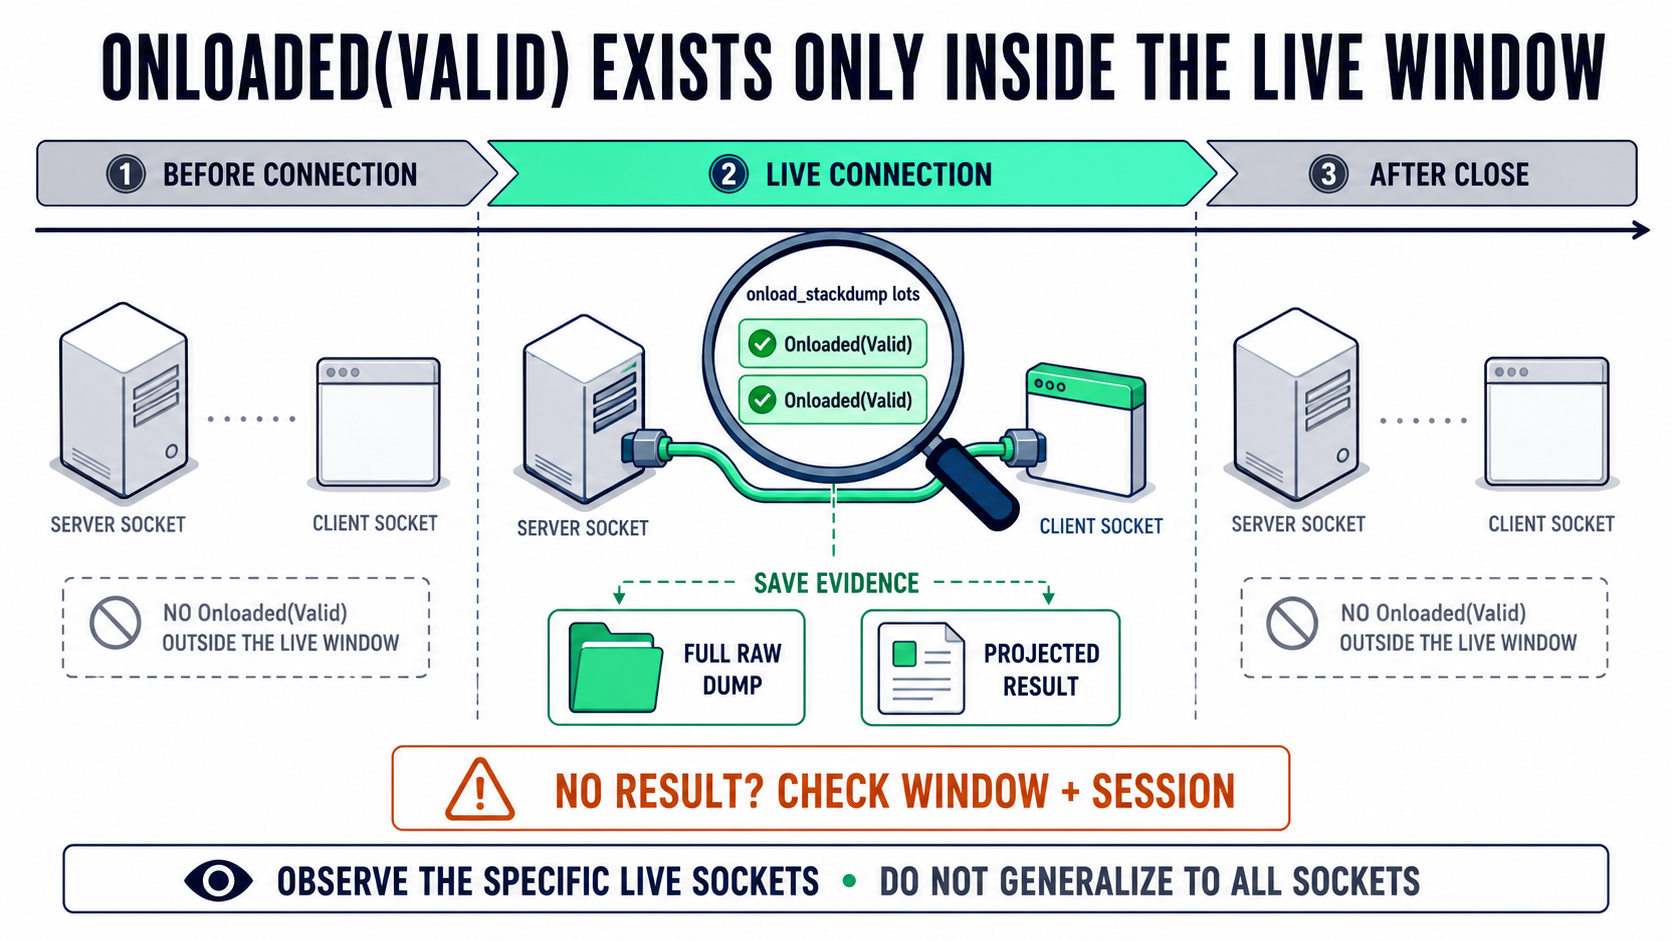 ONLOADED(VALID) EXISTS ONLY INSIDE THE LIVE WINDOW
1 BEFORE CONNECTION
2 LIVE CONNECTION
3 AFTER CLOSE
SERVER SOCKET
CLIENT SOCKET
NO Onloaded(Valid)
OUTSIDE THE LIVE WINDOW
onload_stackdump lots
Onloaded(Valid)
Onloaded(Valid)
SERVER SOCKET
CLIENT SOCKET
SAVE EVIDENCE
FULL RAW
DUMP
PROJECTED
RESULT
SERVER SOCKET
CLIENT SOCKET
NO Onloaded(Valid)
OUTSIDE THE LIVE WINDOW
NO RESULT? CHECK WINDOW + SESSION
OBSERVE THE SPECIFIC LIVE SOCKETS • DO NOT GENERALIZE TO ALL SOCKETS